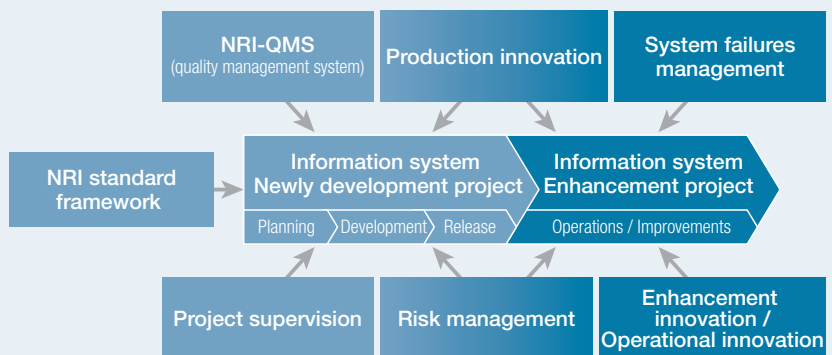 NRI-QMS
(quality management system)
Production innovation
System failures
management
NRI standard
framework
Information system
Newly development project
Information system
Enhancement project
Planning
Development
Release
Operations / Improvements
Project supervision
Risk management
Enhancement
innovation /
Operational innovation